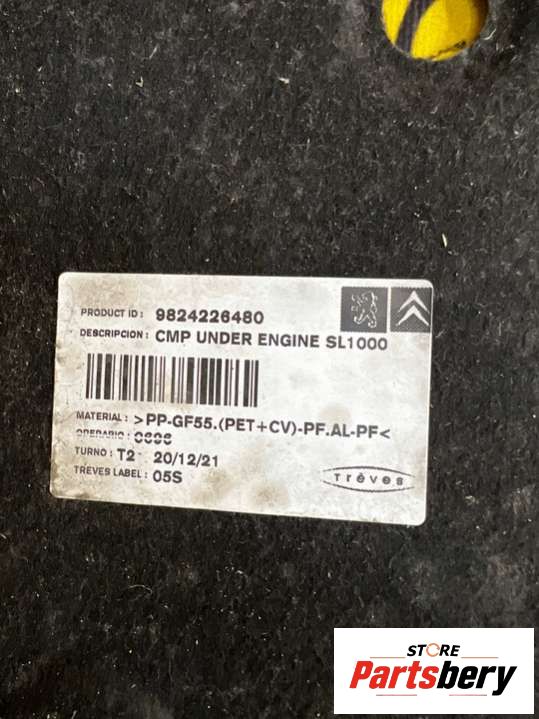 PRODUCT ID : 9824226480
DESCRIPCION : CMP UNDER ENGINE SL1000
MATERIAL : >PP-GF55.(PET+CV)-PF.AL-PF<
OPERARIO :
TURNO : T2 20/12/21
TREVES LABEL : 05S
Trèves
STORE
Partsbery